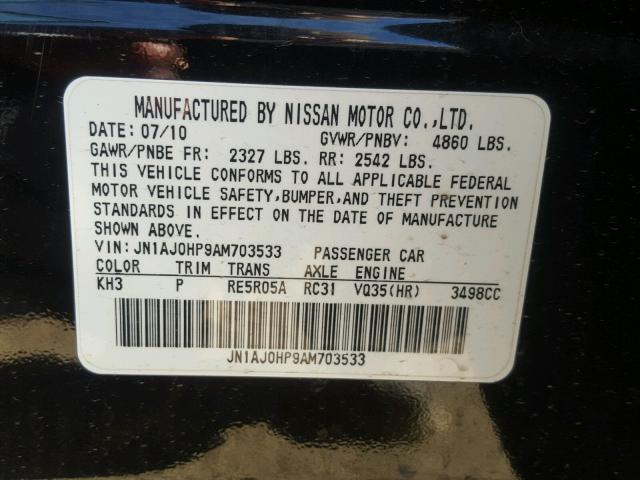 MANUFACTURED BY NISSAN MOTOR CO.,LTD.
DATE: 07/10 GVWR/PNBV: 4860 LBS.
GAWR/PNBE FR: 2327 LBS. RR: 2542 LBS.
THIS VEHICLE CONFORMS TO ALL APPLICABLE FEDERAL
MOTOR VEHICLE SAFETY,BUMPER,AND THEFT PREVENTION
STANDARDS IN EFFECT ON THE DATE OF MANUFACTURE
SHOWN ABOVE.
VIN: JN1AJ0HP9AM703533 PASSENGER CAR
COLOR TRIM TRANS AXLE ENGINE
KH3 P RE5R05A RC31 VQ35(HR) 3498CC
JN1AJ0HP9AM703533